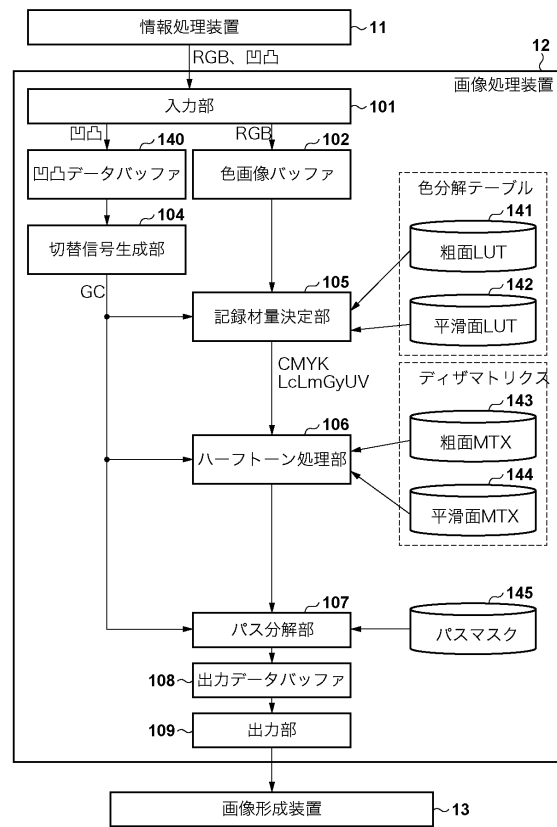 情報処理装置
11
RGB、凹凸
12
画像処理装置
入力部
101
凹凸
RGB
140
102
凹凸データバッファ
色画像バッファ
色分解テーブル
104
141
切替信号生成部
粗面LUT
GC
105
142
記録材量決定部
平滑面LUT
CMYK
LcLmGyUV
ディザマトリクス
106
143
ハーフトーン処理部
粗面MTX
144
平滑面MTX
107
145
パス分解部
パスマスク
108
出力データバッファ
109
出力部
画像形成装置
13